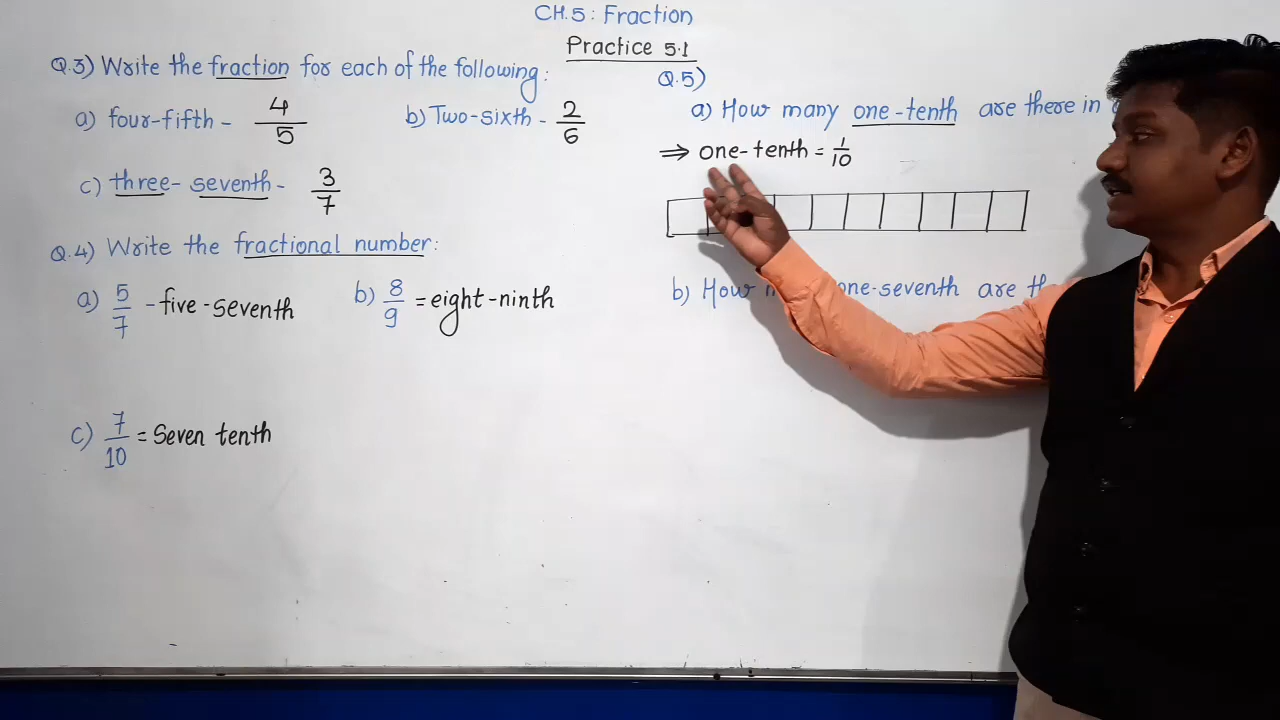 CH.5: Fraction
Practice 5.1
Q.3) Write the fraction for each of the following:
a) four-fifth - 4/5
b) Two-sixth - 2/6
c) three-seventh - 3/7
Q.4) Write the fractional number:
a) 5/7 - five-seventh
b) 8/9 = eight-ninth
c) 7/10 = Seven tenth
Q.5)
a) How many one-tenth are there in
⇒ one-tenth = 1/10
b) How one-seventh are